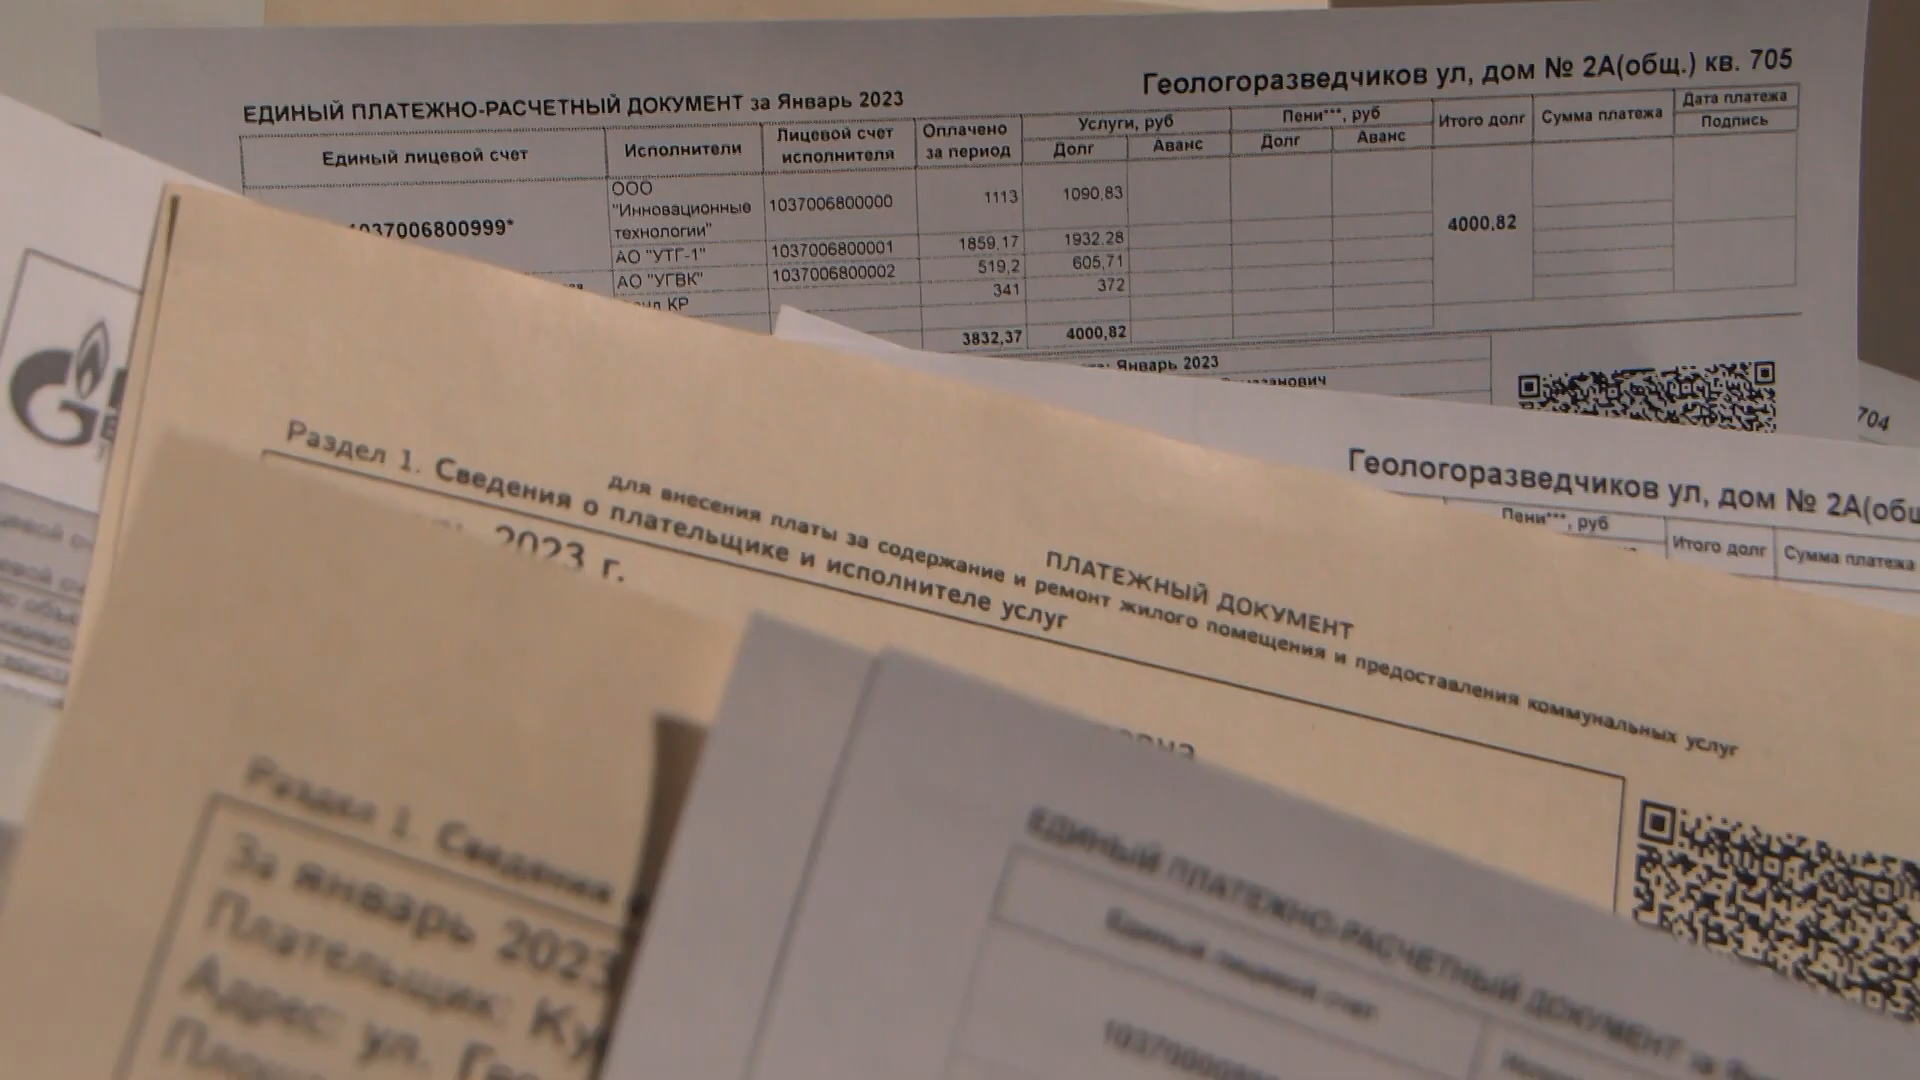 Геологоразведчиков ул, дом № 2А(общ.) кв. 705
ЕДИНЫЙ ПЛАТЕЖНО-РАСЧЕТНЫЙ ДОКУМЕНТ за Январь 2023
Единый лицевой счет Исполнители Лицевой счет исполнителя Оплачено за период Услуги, руб Пени***, руб Итого долг Сумма платежа Дата платежа
Долг Аванс Долг Аванс Подпись
1037006800999*
ООО "Инновационные технологии" 1037006800000 1113 1090,83
4000,82
АО "УТГ-1" 1037006800001 1859,17 1932,28
АО "УГВК" 1037006800002 519,2 605,71
КР 341 372
3832,37 4000,82
Январь 2023
704
Геологоразведчиков ул, дом № 2А(общ
Пени***, руб
Итого долг Сумма платежа
ПЛАТЕЖНЫЙ ДОКУМЕНТ
для внесения платы за содержание и ремонт жилого помещения и предоставления коммунальных услуг
Раздел 1. Сведения о плательщике и исполнителе услуг
2023 г.
Раздел 1. Сведения
За январь 2023
Плательщик: Ку
Адрес: ул. Гео
ЕДИНЫЙ ПЛАТЕЖНО-РАСЧЕТНЫЙ ДОКУМЕНТ за
Единый лицевой счет